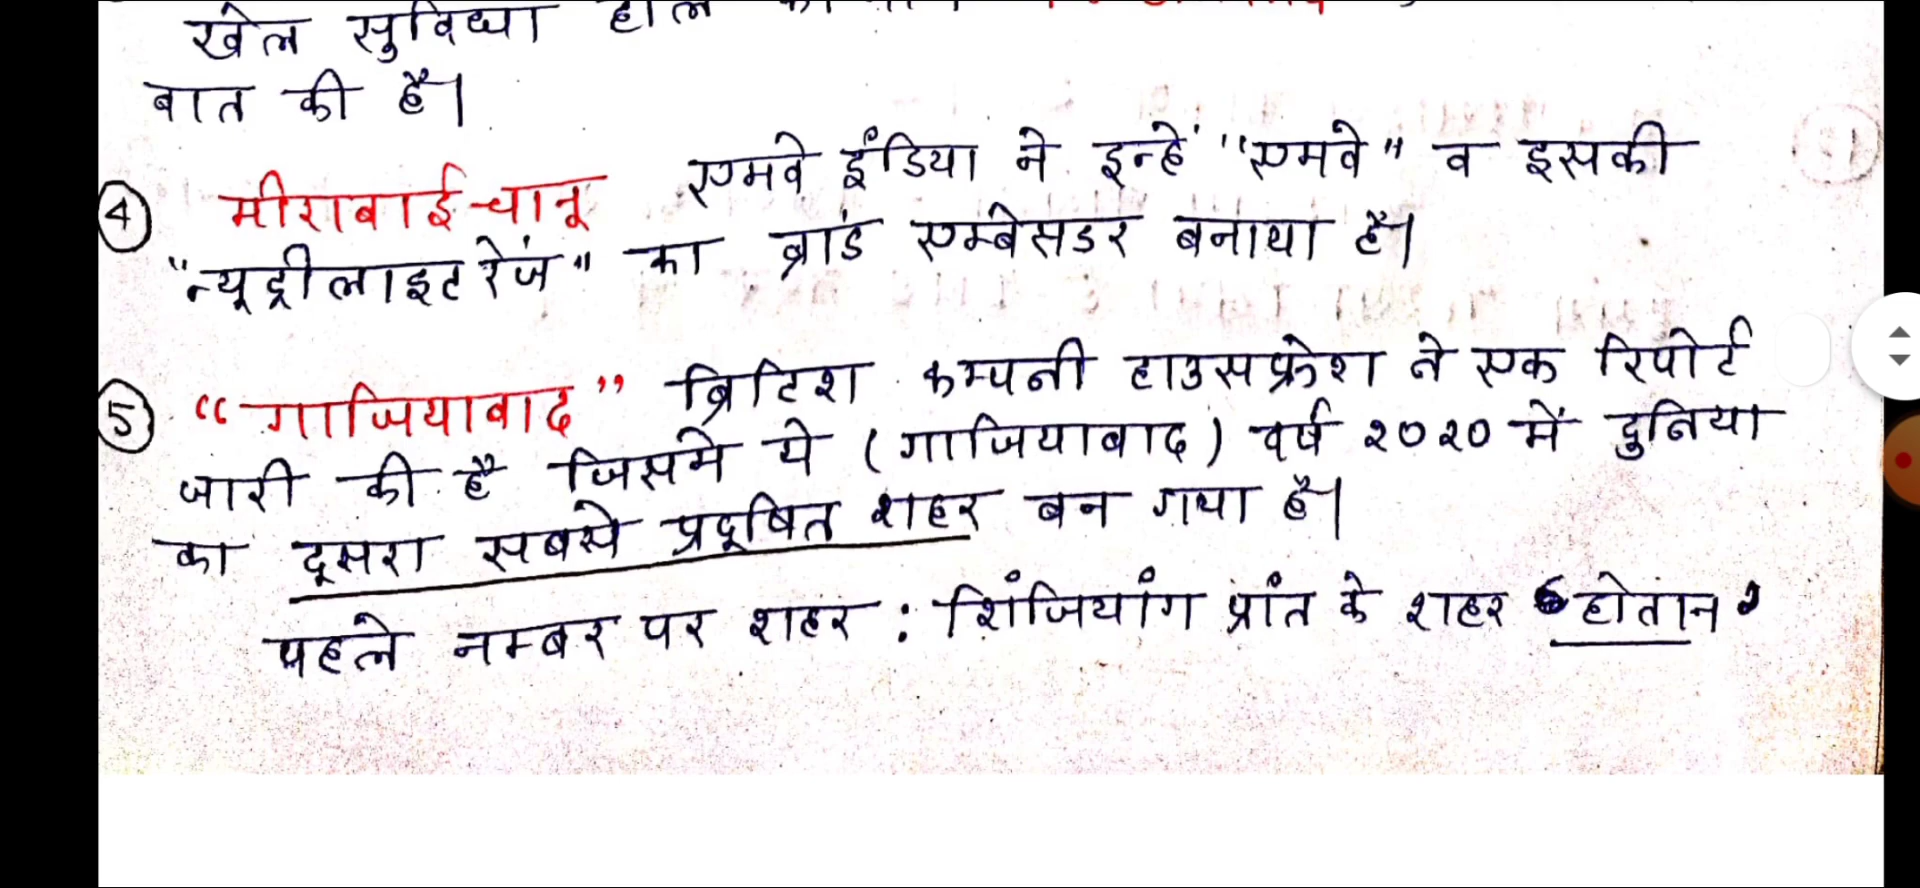 खेल सुविधा हॉल
बात की है।
④ मीराबाई चानू एमवे इंडिया ने इन्हें "एमवे" व इसकी
"न्यूट्रीलाइट रेंज" का ब्रांड एम्बेसडर बनाया है।
⑤ "गाजियाबाद" ब्रिटिश कम्पनी हाउसफ्रेश ने एक रिपोर्ट
जारी की है जिसमे ये (गाजियाबाद) वर्ष २०२० में दुनिया
का दूसरा सबसे प्रदूषित शहर बन गया है।
पहले नम्बर पर शहर : शिंजियांग प्रांत के शहर 'होतान'